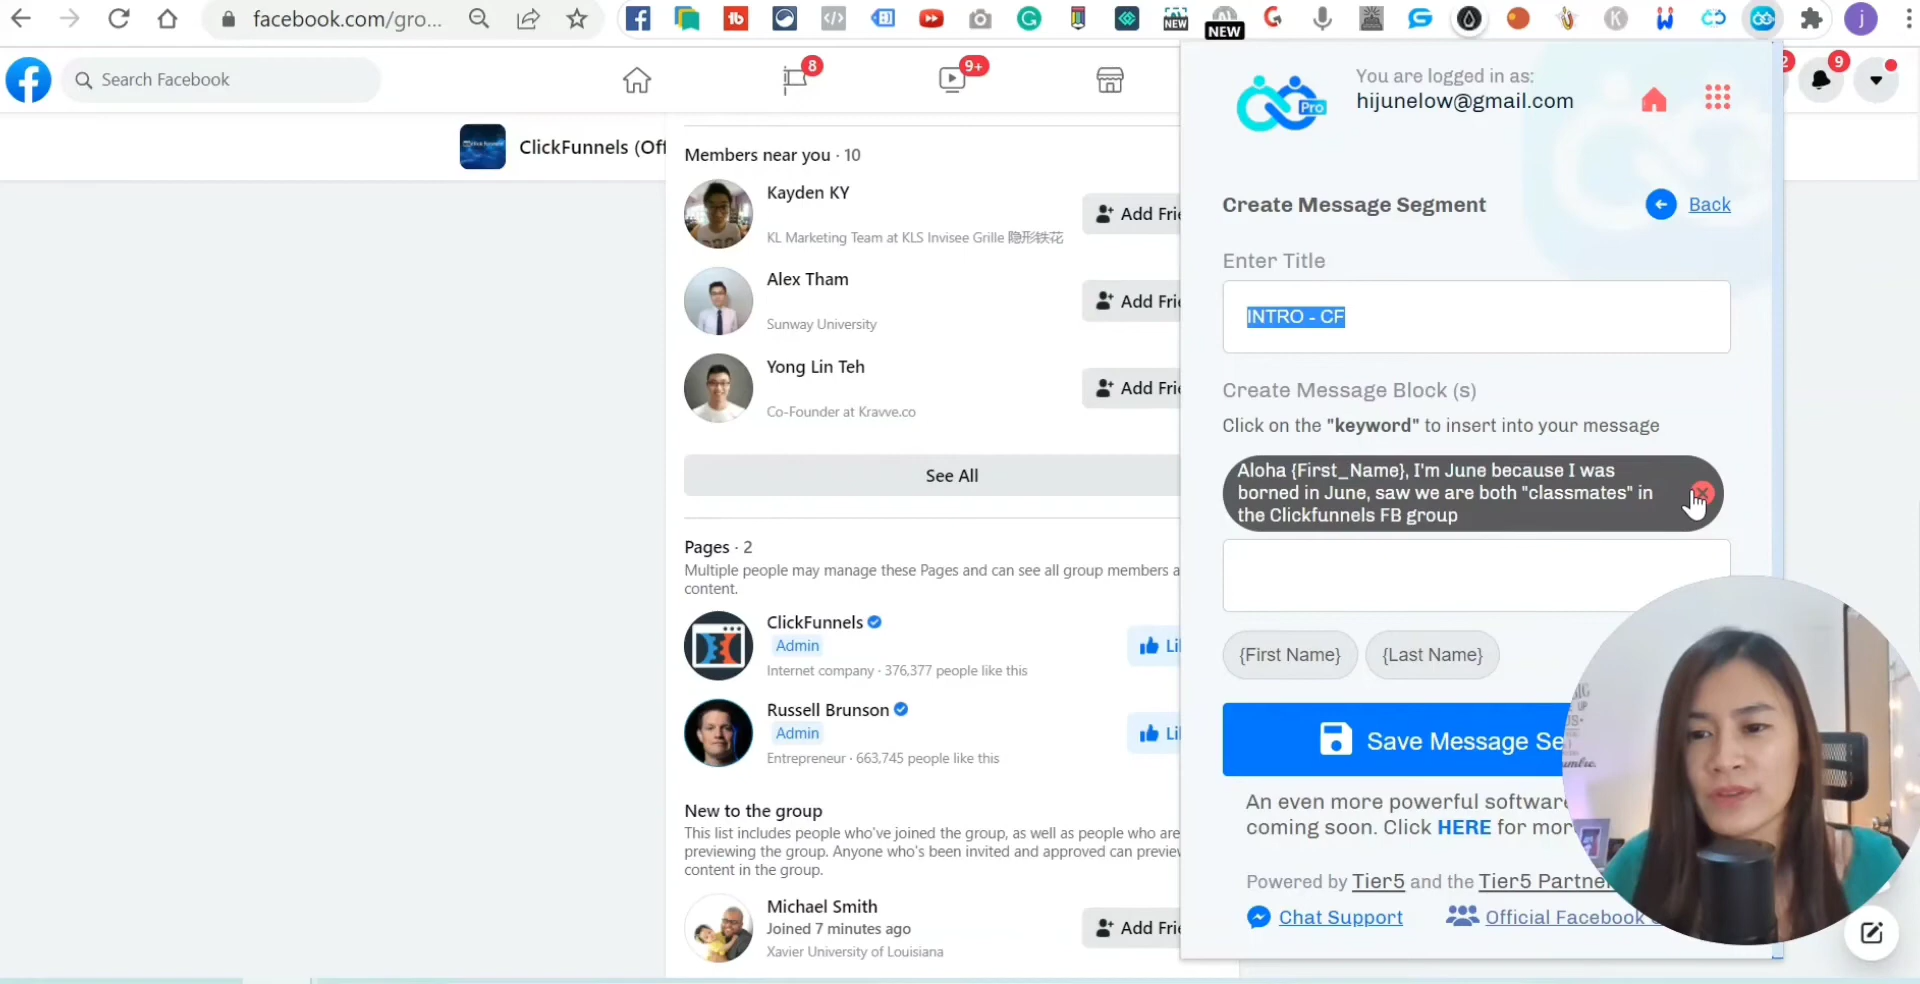 facebook.com/gro...
NEW
NEW
Search Facebook
8
9+
2
9
j
ClickFunnels (Off
Members near you · 10
Kayden KY
KL Marketing Team at KLS Invisee Grille 隐形铁花
Add Frie
Alex Tham
Sunway University
Add Frie
Yong Lin Teh
Co-Founder at Kravve.co
Add Frie
See All
Pages · 2
Multiple people may manage these Pages and can see all group members a
content.
ClickFunnels
Admin
Internet company · 376,377 people like this
Li
Russell Brunson
Admin
Entrepreneur · 663,745 people like this
Li
New to the group
This list includes people who've joined the group, as well as people who are
previewing the group. Anyone who's been invited and approved can previe
content in the group.
Michael Smith
Joined 7 minutes ago
Xavier University of Louisiana
Add Frie
Pro
You are logged in as:
hijunelow@gmail.com
Create Message Segment
Back
Enter Title
INTRO - CF
Create Message Block (s)
Click on the "keyword" to insert into your message
Aloha {First_Name}, I'm June because I was
borned in June, saw we are both "classmates" in
the Clickfunnels FB group
{First Name}
{Last Name}
Save Message Se
An even more powerful software
coming soon. Click HERE for mor
Powered by Tier5 and the Tier5 Partne
Chat Support
Official Facebook